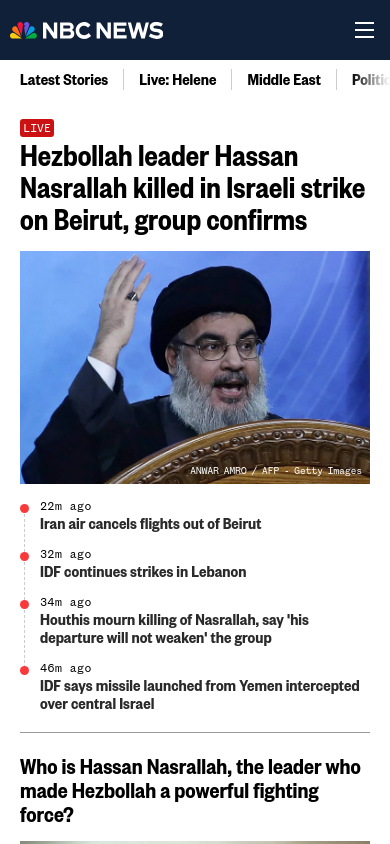 NBC NEWS
Latest Stories
Live: Helene
Middle East
LIVE
Hezbollah leader Hassan
Nasrallah killed in Israeli strike
on Beirut, group confirms
ANWAR AMRO / AFP - Getty Images
22m ago
Iran air cancels flights out of Beirut
32m ago
IDF continues strikes in Lebanon
34m ago
Houthis mourn killing of Nasrallah, say 'his
departure will not weaken' the group
46m ago
IDF says missile launched from Yemen intercepted
over central Israel
Who is Hassan Nasrallah, the leader who
made Hezbollah a powerful fighting
force?